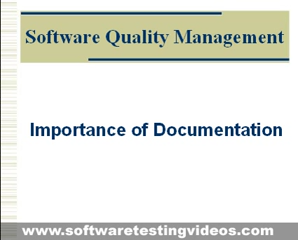 Software Quality Management
Importance of Documentation
www.softwaretestingvideos.com